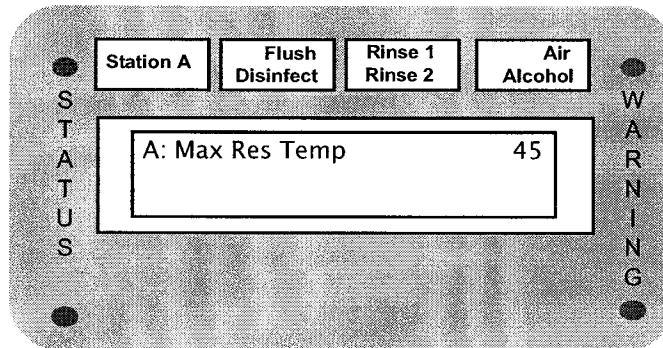 Station A
Flush
Disinfect
Rinse 1
Rinse 2
Air
Alcohol
STATUS
A: Max Res Temp 45
WARNING